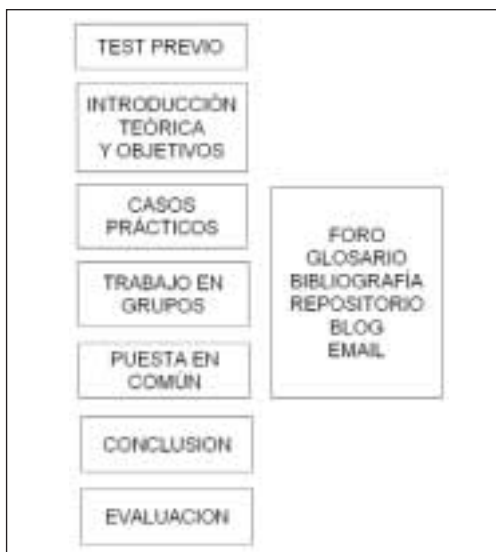 TEST PREVIO
INTRODUCCIÓN
TEÓRICA
Y OBJETIVOS
CASOS
PRÁCTICOS
TRABAJO EN
GRUPOS
PUESTA EN
COMÚN
CONCLUSION
EVALUACION
FORO
GLOSARIO
BIBLIOGRAFÍA
REPOSITORIO
BLOG
EMAIL